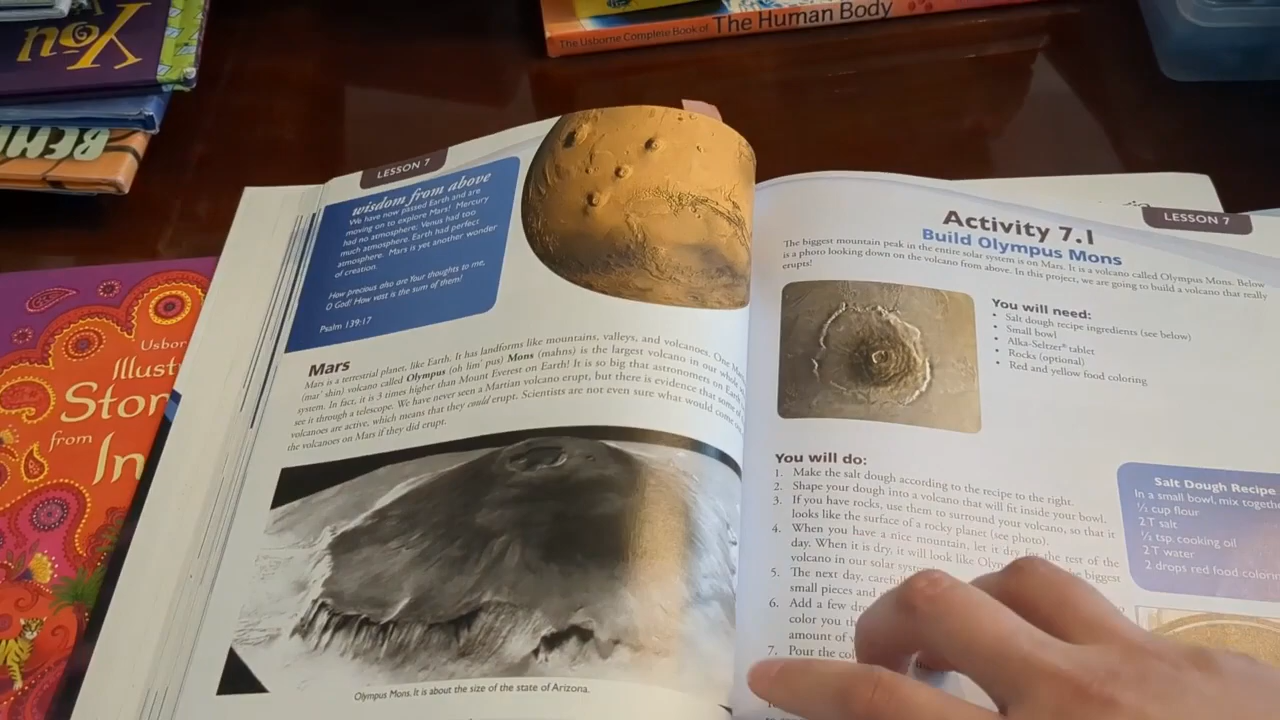 You
The Usborne Complete Book of The Human Body
LESSON 7
wisdom from above
We have now passed Earth and are
moving on to explore Mars! Mercury
had no atmosphere; Venus had too
much atmosphere. Earth had perfect
atmosphere. Mars is yet another wonder
of creation.
How precious also are Your thoughts to me,
O God! How vast is the sum of them!
Psalm 139:17
Mars
Mars is a terrestrial planet, like Earth. It has landforms like mountains, valleys, and volcanoes. One
(mar' shin) volcano called Olympus (oh lim' pus) Mons (mahns) is the largest volcano in our whole
system. In fact, it is 3 times higher than Mount Everest on Earth! It is so big that astronomers on Earth
see it through a telescope. We have never seen a Martian volcano erupt, but there is evidence that some of
volcanoes are active, which means that they could erupt. Scientists are not even sure what would come
the volcanoes on Mars if they did erupt.
Olympus Mons. It is about the size of the state of Arizona.
LESSON 7
Activity 7.1
Build Olympus Mons
The biggest mountain peak in the entire solar system is on Mars. It is a volcano called Olympus Mons. Below
is a photo looking down on the volcano from above. In this project, we are going to build a volcano that really
erupts!
You will need:
• Salt dough recipe ingredients (see below)
• Small bowl
• Alka-Seltzer® tablet
• Rocks (optional)
• Red and yellow food coloring
You will do:
1. Make the salt dough according to the recipe to the right.
2. Shape your dough into a volcano that will fit inside your bowl.
3. If you have rocks, use them to surround your volcano, so that it
looks like the surface of a rocky planet (see photo).
4. When you have a nice mountain, let it dry for the rest of the
day. When it is dry, it will look like Olym the biggest
volcano in our solar syste
5. The next day, careful
small pieces and
6. Add a few dro
color you th
amount of
7. Pour the col
Salt Dough Recipe
In a small bowl, mix togethe
⅓ cup flour
2 T salt
½ tsp. cooking oil
2 T water
2 drops red food colorin
Usbor
Illust
Stor
from
In